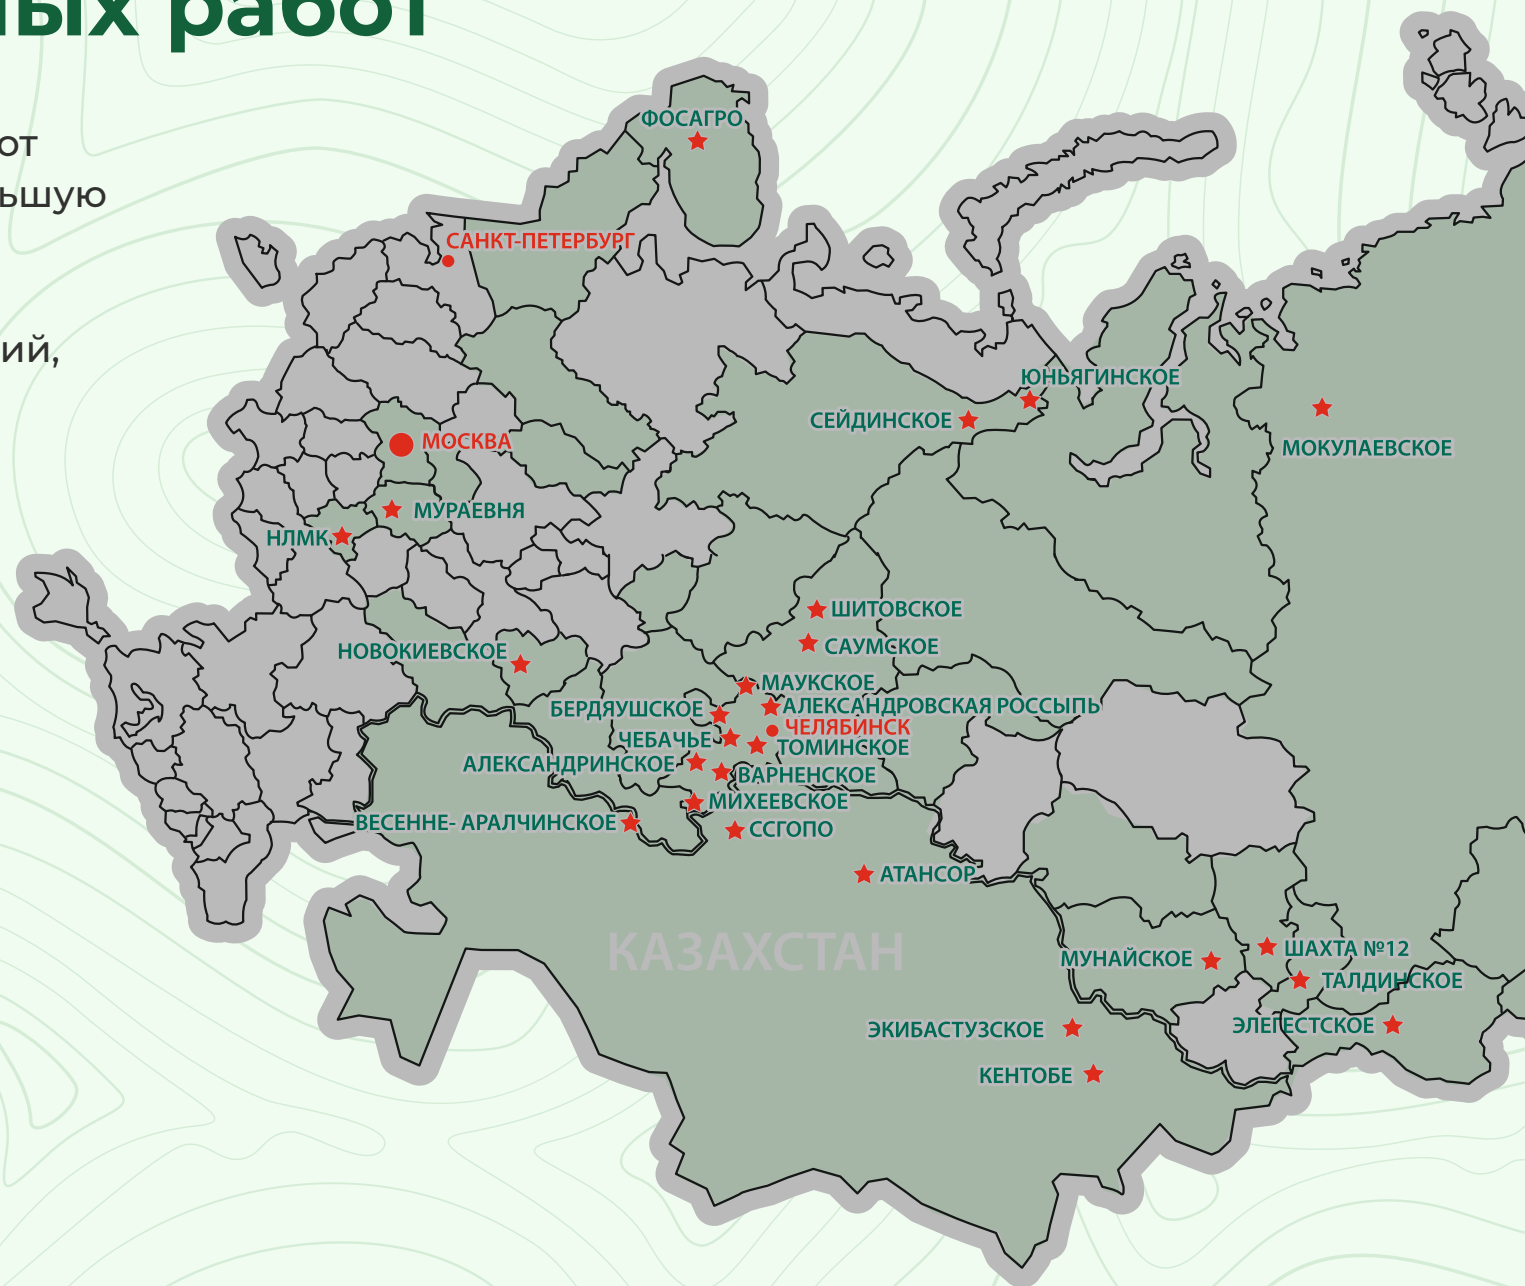 ных работ
от
ьшую
ий,
ФОСАГРО
САНКТ-ПЕТЕРБУРГ
ЮНЬЯГИНСКОЕ
СЕЙДИНСКОЕ
МОКУЛАЕВСКОЕ
МОСКВА
МУРАЕВНЯ
НЛМК
ШИТОВСКОЕ
САУМСКОЕ
НОВОКИЕВСКОЕ
МАУКСКОЕ
БЕРДЯУШСКОЕ
АЛЕКСАНДРОВСКАЯ РОССЫПЬ
ЧЕЛЯБИНСК
ЧЕБАЧЬЕ
ТОМИНСКОЕ
АЛЕКСАНДРИНСКОЕ
ВАРНЕНСКОЕ
МИХЕЕВСКОЕ
ВЕСЕННЕ- АРАЛЧИНСКОЕ
ССГОПО
АТАНСОР
КАЗАХСТАН
МУНАЙСКОЕ
ШАХТА №12
ТАЛДИНСКОЕ
ЭЛЕГЕСТСКОЕ
ЭКИБАСТУЗСКОЕ
КЕНТОБЕ